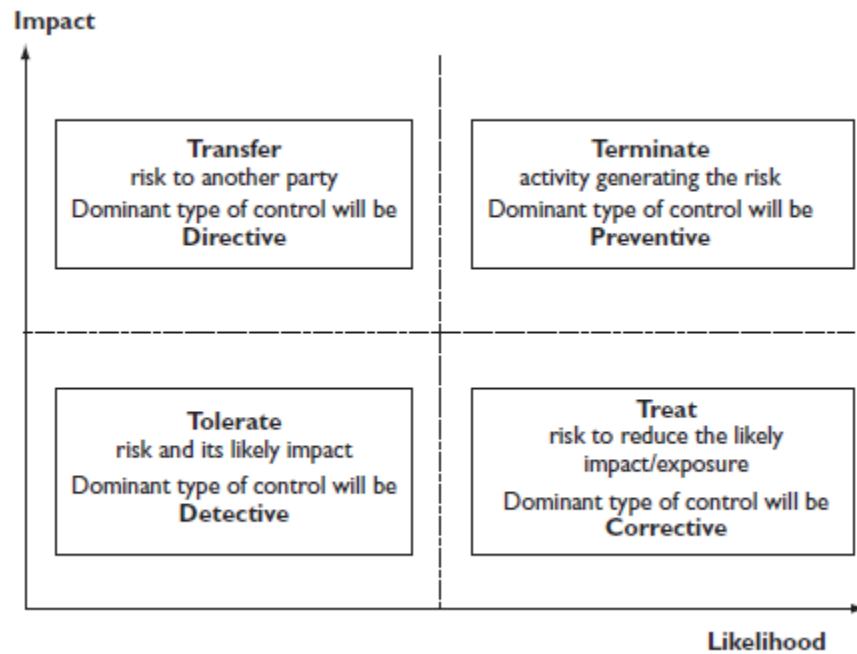 Impact
Transfer
risk to another party
Dominant type of control will be
Directive
Terminate
activity generating the risk
Dominant type of control will be
Preventive
Tolerate
risk and its likely impact
Dominant type of control will be
Detective
Treat
risk to reduce the likely
impact/exposure
Dominant type of control will be
Corrective
Likelihood